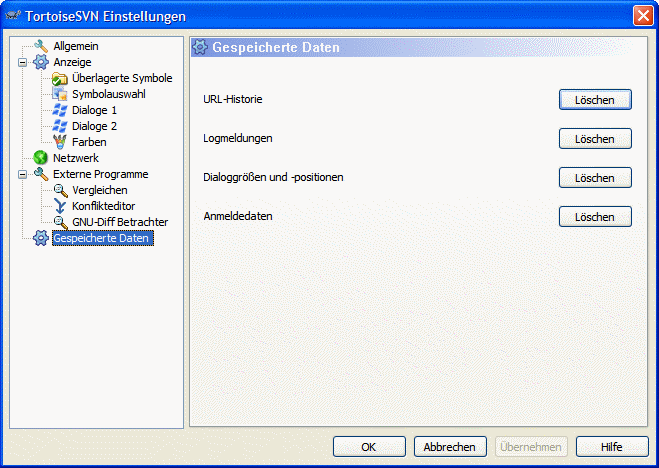 TortoiseSVN Einstellungen
Allgemein
Anzeige
Überlagerte Symbole
Symbolauswahl
Dialoge 1
Dialoge 2
Farben
Netzwerk
Externe Programme
Vergleichen
Konflikteditor
GNU-Diff Betrachter
Gespeicherte Daten
Gespeicherte Daten
URL-Historie Löschen
Logmeldungen Löschen
Dialoggrößen und -positionen Löschen
Anmeldedaten Löschen
OK Abbrechen Übernehmen Hilfe